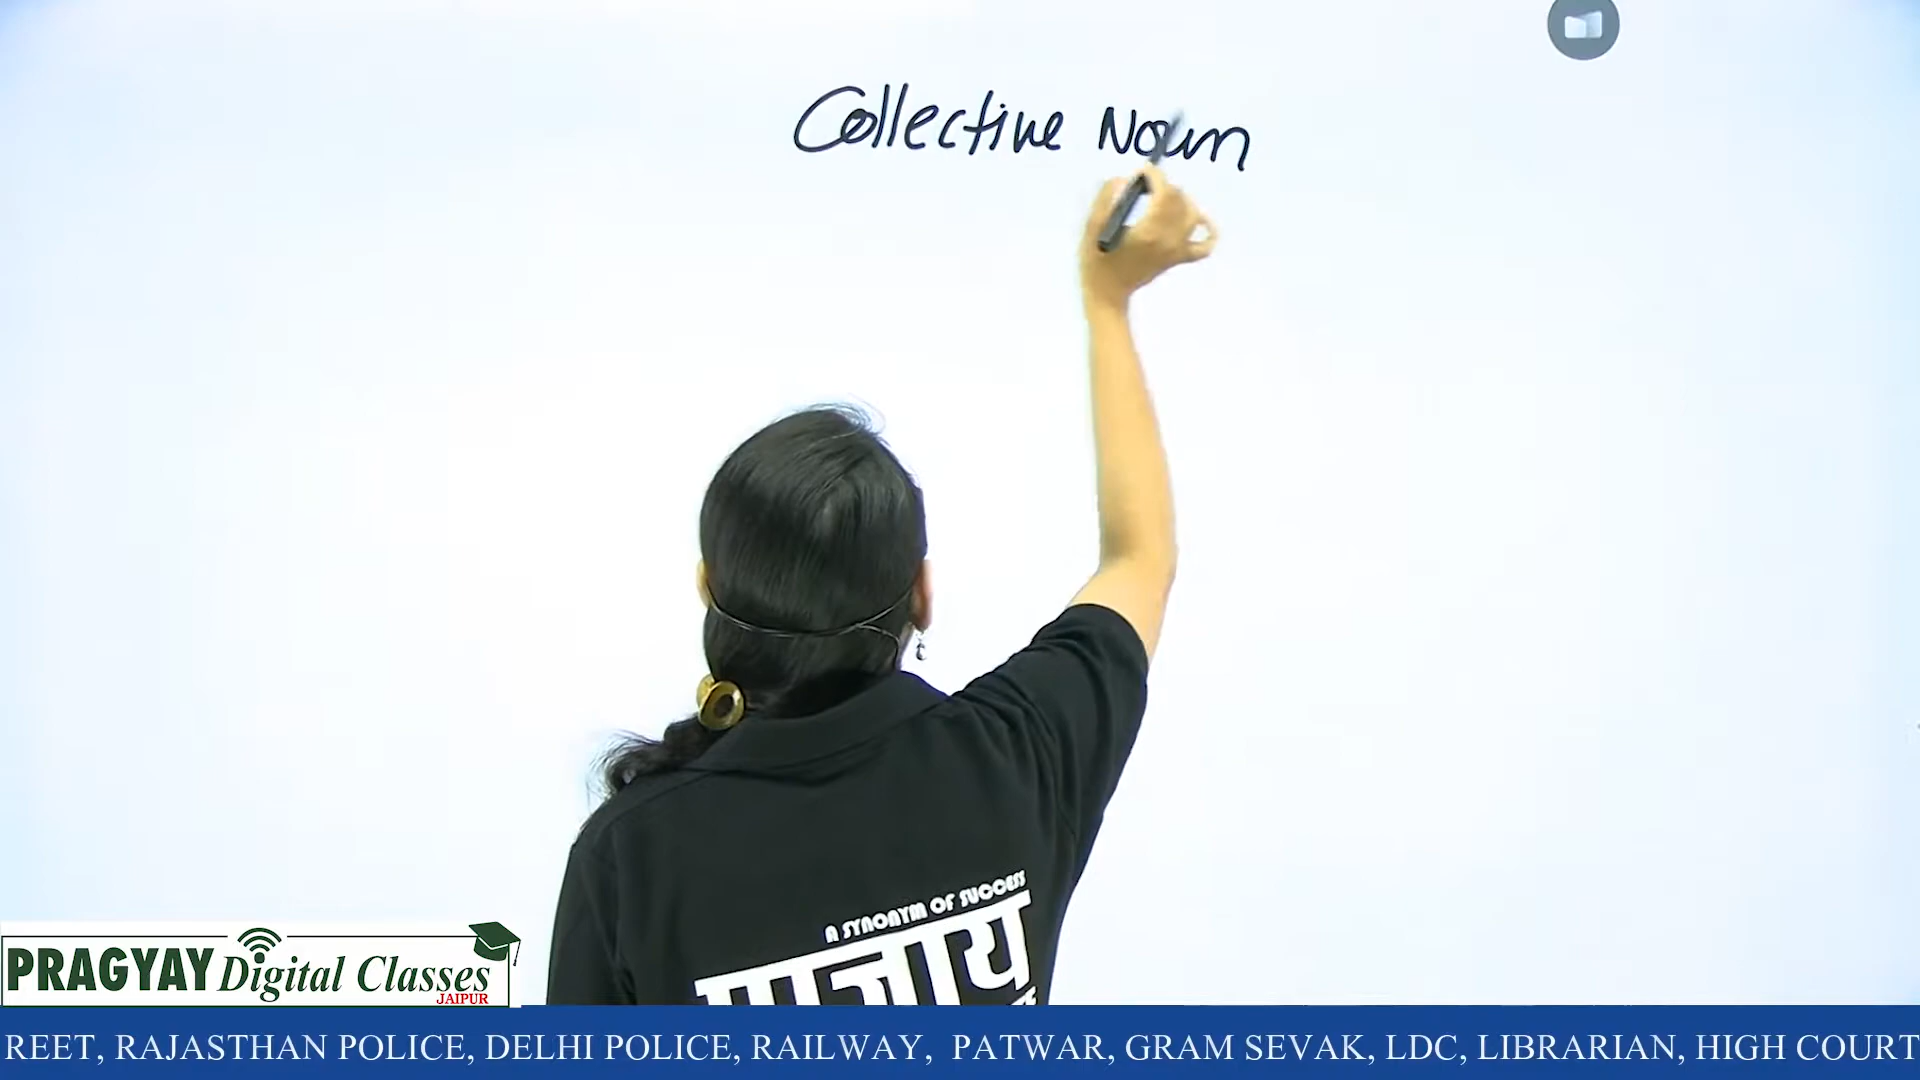 Collective Noun
A SYNONYM OF SUCCESS
PRAGYAY Digital Classes
JAIPUR
REET, RAJASTHAN POLICE, DELHI POLICE, RAILWAY, PATWAR, GRAM SEVAK, LDC, LIBRARIAN, HIGH COURT